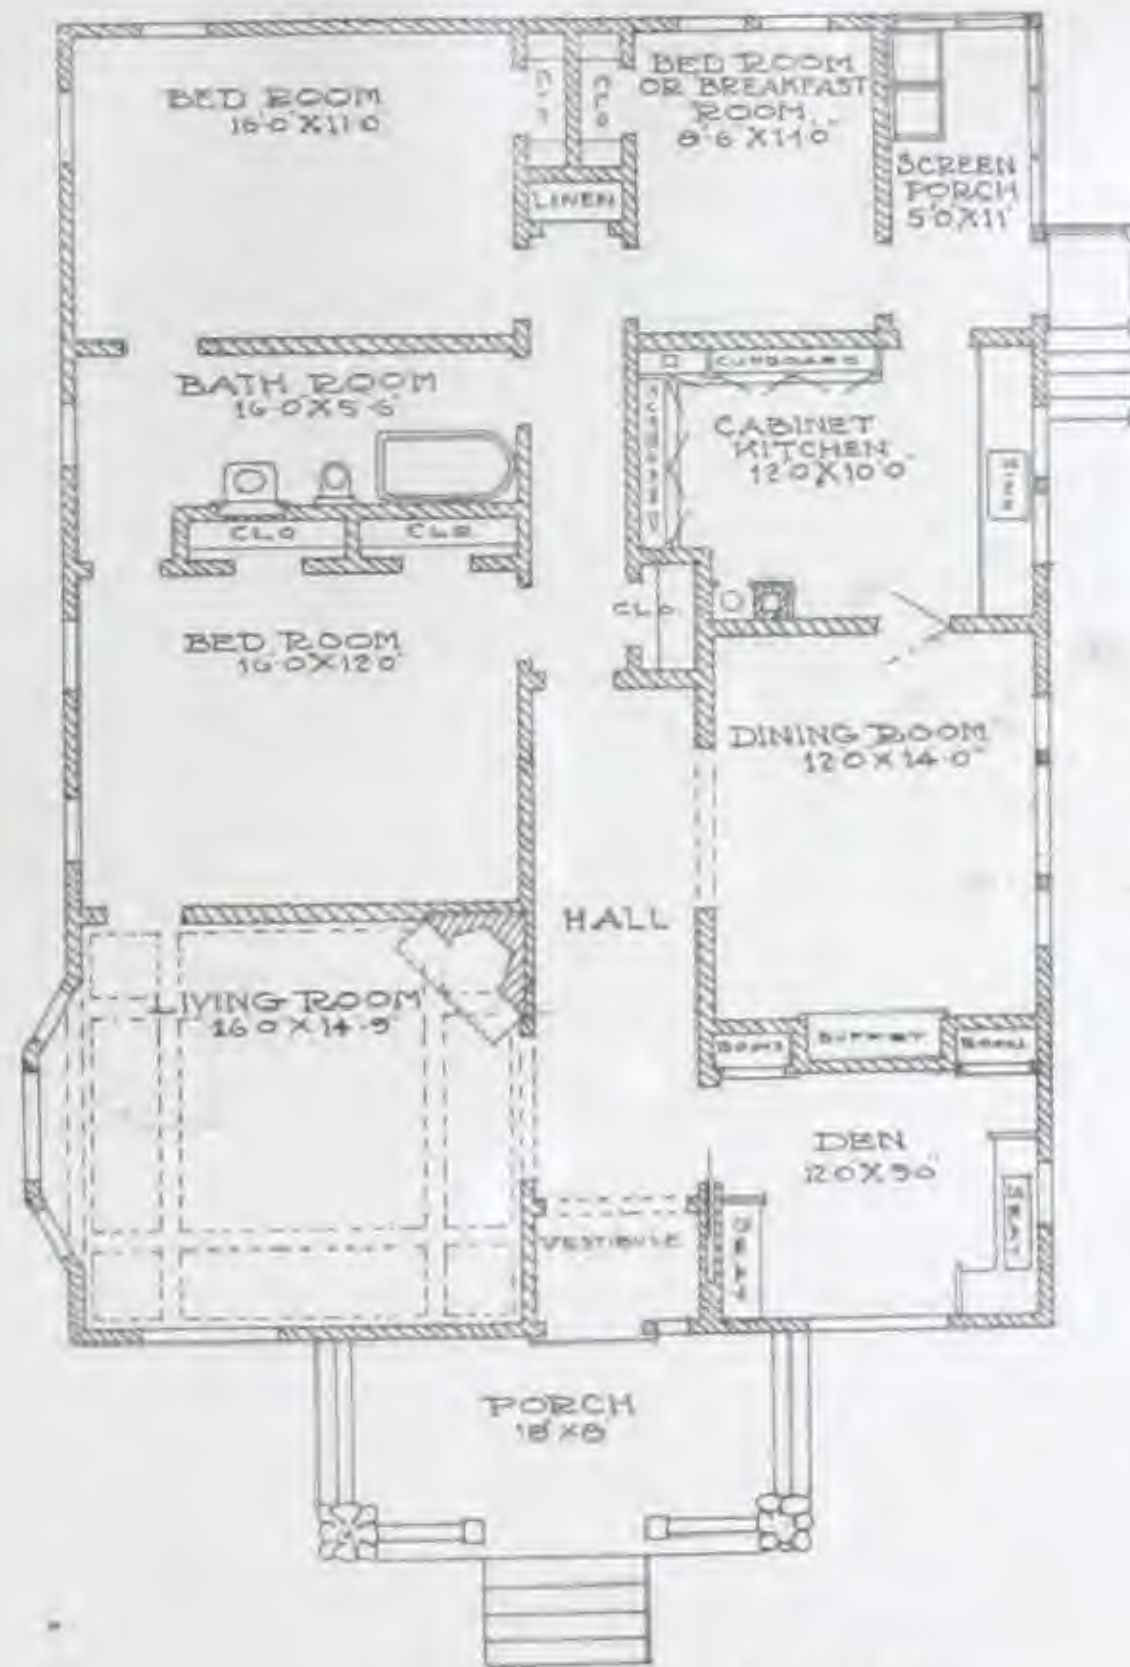 BED ROOM
16'0" X 11'0
BED ROOM
OR BREAKFAST
ROOM
8'6 X 11'0"
CLO
CLO
LINEN
SCREEN
PORCH
5'0 X 11'
BATH ROOM
16-0 X 5-6
CUPBOARD
CABINET
KITCHEN
12'0 X 10'0
CUPBOARD
SINK
CLO
CLO
CLO
BED ROOM
16-0 X 12 0
DINING ROOM
12 0 X 14-0"
HALL
LIVING ROOM
16 0 X 14-9
BOOKS
BUFFET
BOOKS
DEN
12 0 X 9 0"
SEAT
SEAT
VESTIBULE
PORCH
18' X 8